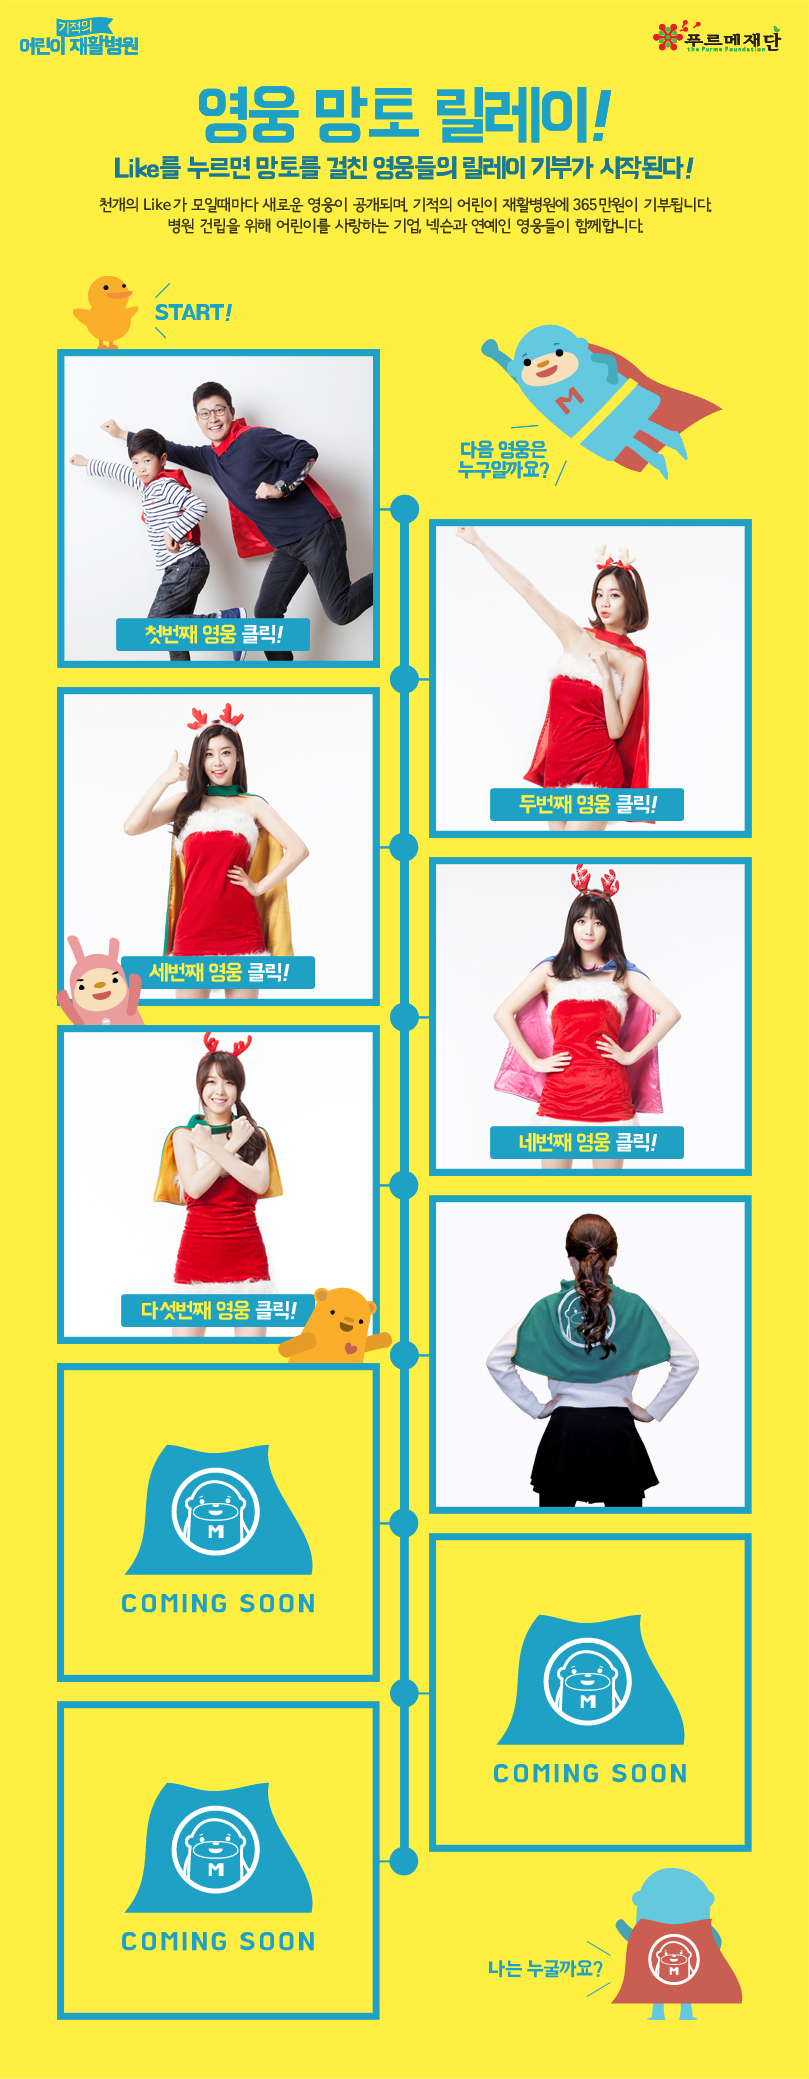 기적의
어린이 재활병원
푸르메재단
the Purme Foundation
영웅 망토 릴레이!
Like를 누르면 망토를 걸친 영웅들의 릴레이 기부가 시작된다!
천개의 Like가 모일때마다 새로운 영웅이 공개되며, 기적의 어린이 재활병원에 365만원이 기부됩니다.
병원 건립을 위해 어린이를 사랑하는 기업, 넥슨과 연예인 영웅들이 함께합니다.
START!
M
다음 영웅은
누구일까요?
첫번째 영웅 클릭!
두번째 영웅 클릭!
세번째 영웅 클릭!
네번째 영웅 클릭!
다섯번째 영웅 클릭!
M
COMING SOON
M
COMING SOON
M
COMING SOON
나는 누굴까요?
M